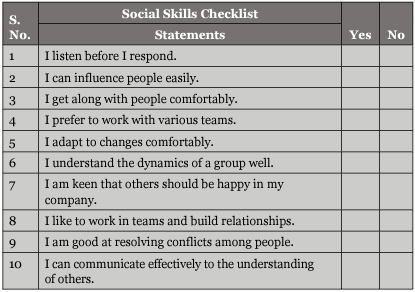 S. No.
Social Skills Checklist
Statements
Yes
No
1 I listen before I respond.
2 I can influence people easily.
3 I get along with people comfortably.
4 I prefer to work with various teams.
5 I adapt to changes comfortably.
6 I understand the dynamics of a group well.
7 I am keen that others should be happy in my
company.
8 I like to work in teams and build relationships.
9 I am good at resolving conflicts among people.
10 I can communicate effectively to the understanding
of others.